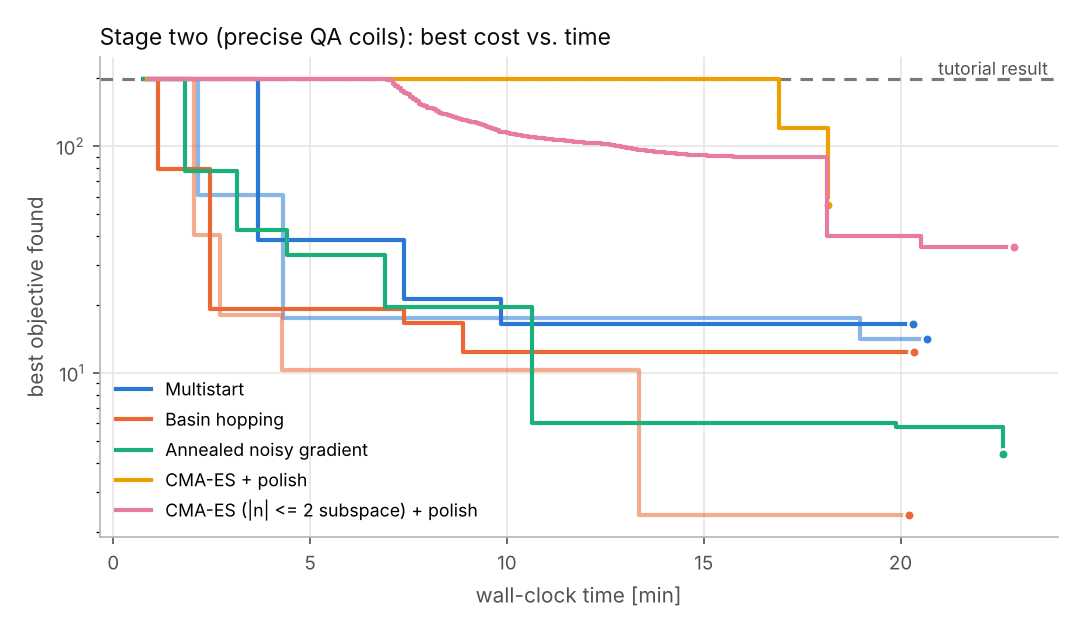 Stage two (precise QA coils): best cost vs. time
tutorial result
10²
10¹
best objective found
Multistart
Basin hopping
Annealed noisy gradient
CMA-ES + polish
CMA-ES (|n| <= 2 subspace) + polish
0 5 10 15 20
wall-clock time [min]